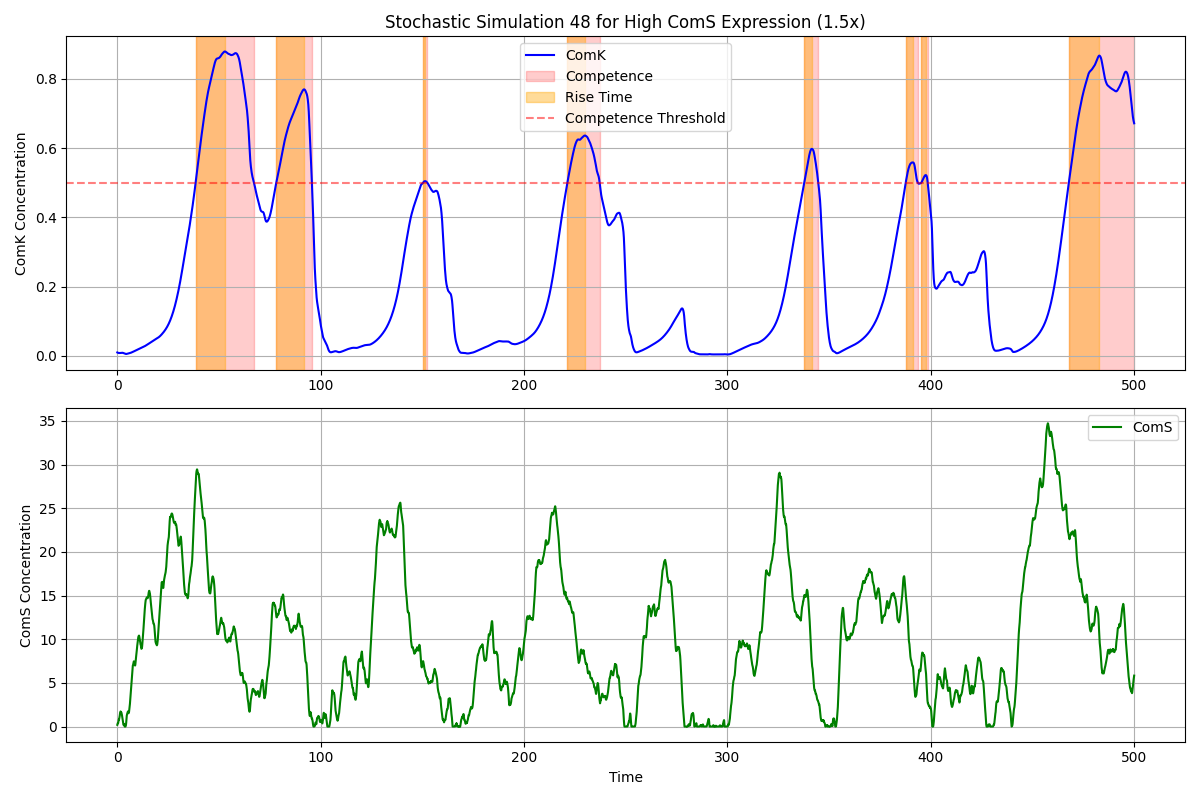 Stochastic Simulation 48 for High ComS Expression (1.5x)
ComK
Competence
Rise Time
Competence Threshold
ComK Concentration
0.8
0.6
0.4
0.2
0.0
0 100 200 300 400 500
ComS
ComS Concentration
35
30
25
20
15
10
5
0
0 100 200 300 400 500
Time